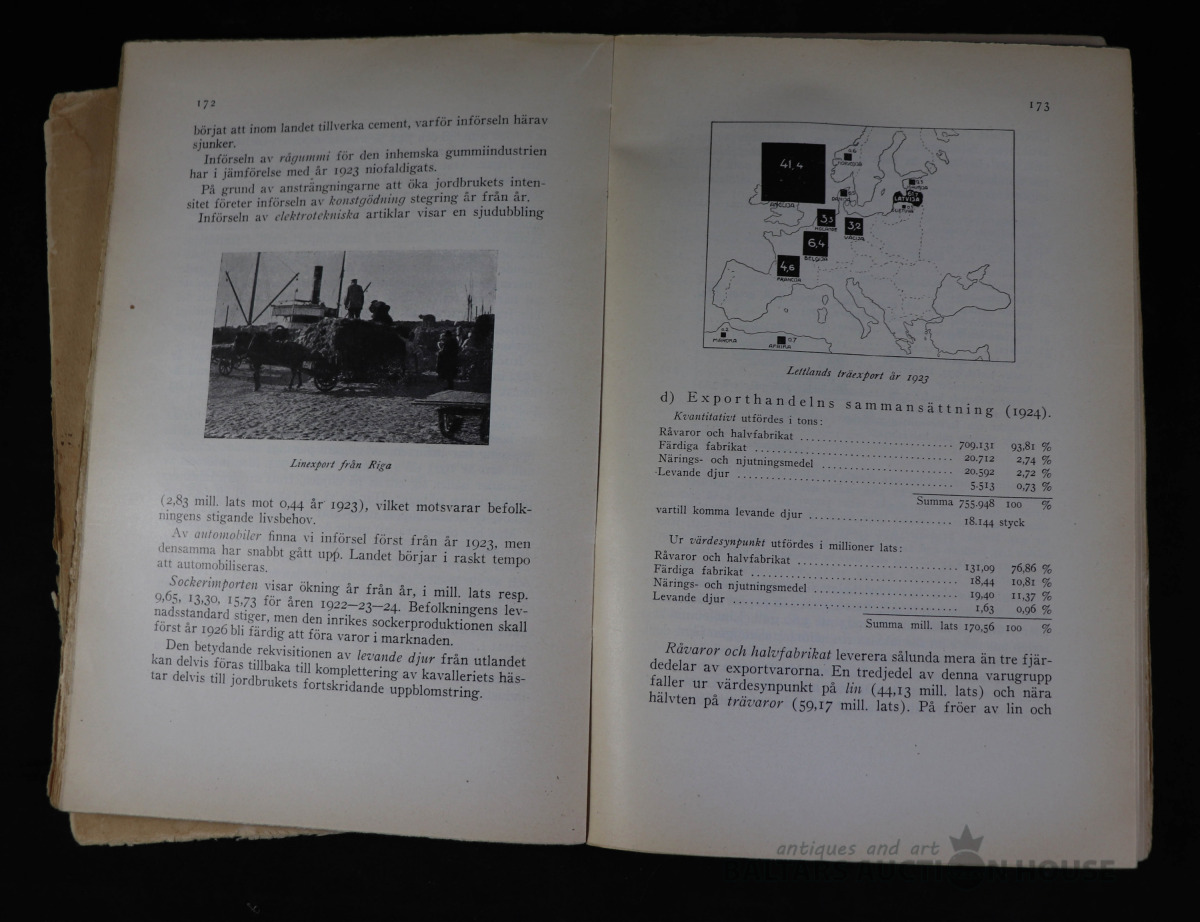 172
börjat att inom landet tillverka cement, varför införseln härav
sjunker.
Införseln av rågummi för den inhemska gummiindustrien
har i jämförelse med år 1923 niofaldigats.
På grund av ansträngningarne att öka jordbrukets inten-
sitet företer införseln av konstgödning stegring år från år.
Införseln av elektrotekniska artiklar visar en sjudubbling
Linexport från Riga
(2,83 mill. lats mot 0,44 år 1923), vilket motsvarar befolk-
ningens stigande livsbehov.
Av automobiler finna vi införsel först från år 1923, men
densamma har snabbt gått upp. Landet börjar i raskt tempo
att automobiliseras.
Sockerimporten visar ökning år från år, i mill. lats resp.
9,65, 13,30, 15,73 för åren 1922—23—24. Befolkningens lev-
nadsstandard stiger, men den inrikes sockerproduktionen skall
först år 1926 bli färdig att föra varor i marknaden.
Den betydande rekvisitionen av levande djur från utlandet
kan delvis föras tillbaka till komplettering av kavalleriets häs-
tar delvis till jordbrukets fortskridande uppblomstring.
173
41,4
ANGLIJA
LATVIJA
3,5
HOLANDE
3,2
VĀCIJA
6,4
BELGIJA
4,6
FRANCIJA
0,7
AFRIKA
Lettlands träexport år 1923
d) Exporthandelns sammansättning (1924).
Kvantitativt utfördes i tons:
Råvaror och halvfabrikat 709.131 93,81 %
Färdiga fabrikat 20.712 2,74 %
Närings- och njutningsmedel 20.592 2,72 %
Levande djur 5.513 0,73 %
Summa 755.948 100 %
vartill komma levande djur 18.144 styck
Ur värdesynpunkt utfördes i millioner lats:
Råvaror och halvfabrikat 131,09 76,86 %
Färdiga fabrikat 18,44 10,81 %
Närings- och njutningsmedel 19,40 11,37 %
Levande djur 1,63 0,96 %
Summa mill. lats 170,56 100 %
Råvaror och halvfabrikat leverera sålunda mera än tre fjär-
dedelar av exportvarorna. En tredjedel av denna varugrupp
faller ur värdesynpunkt på lin (44,13 mill. lats) och nära
hälvten på trävaror (59,17 mill. lats). På fröer av lin och
antiques and art
BALTARS AUCTION HOUSE